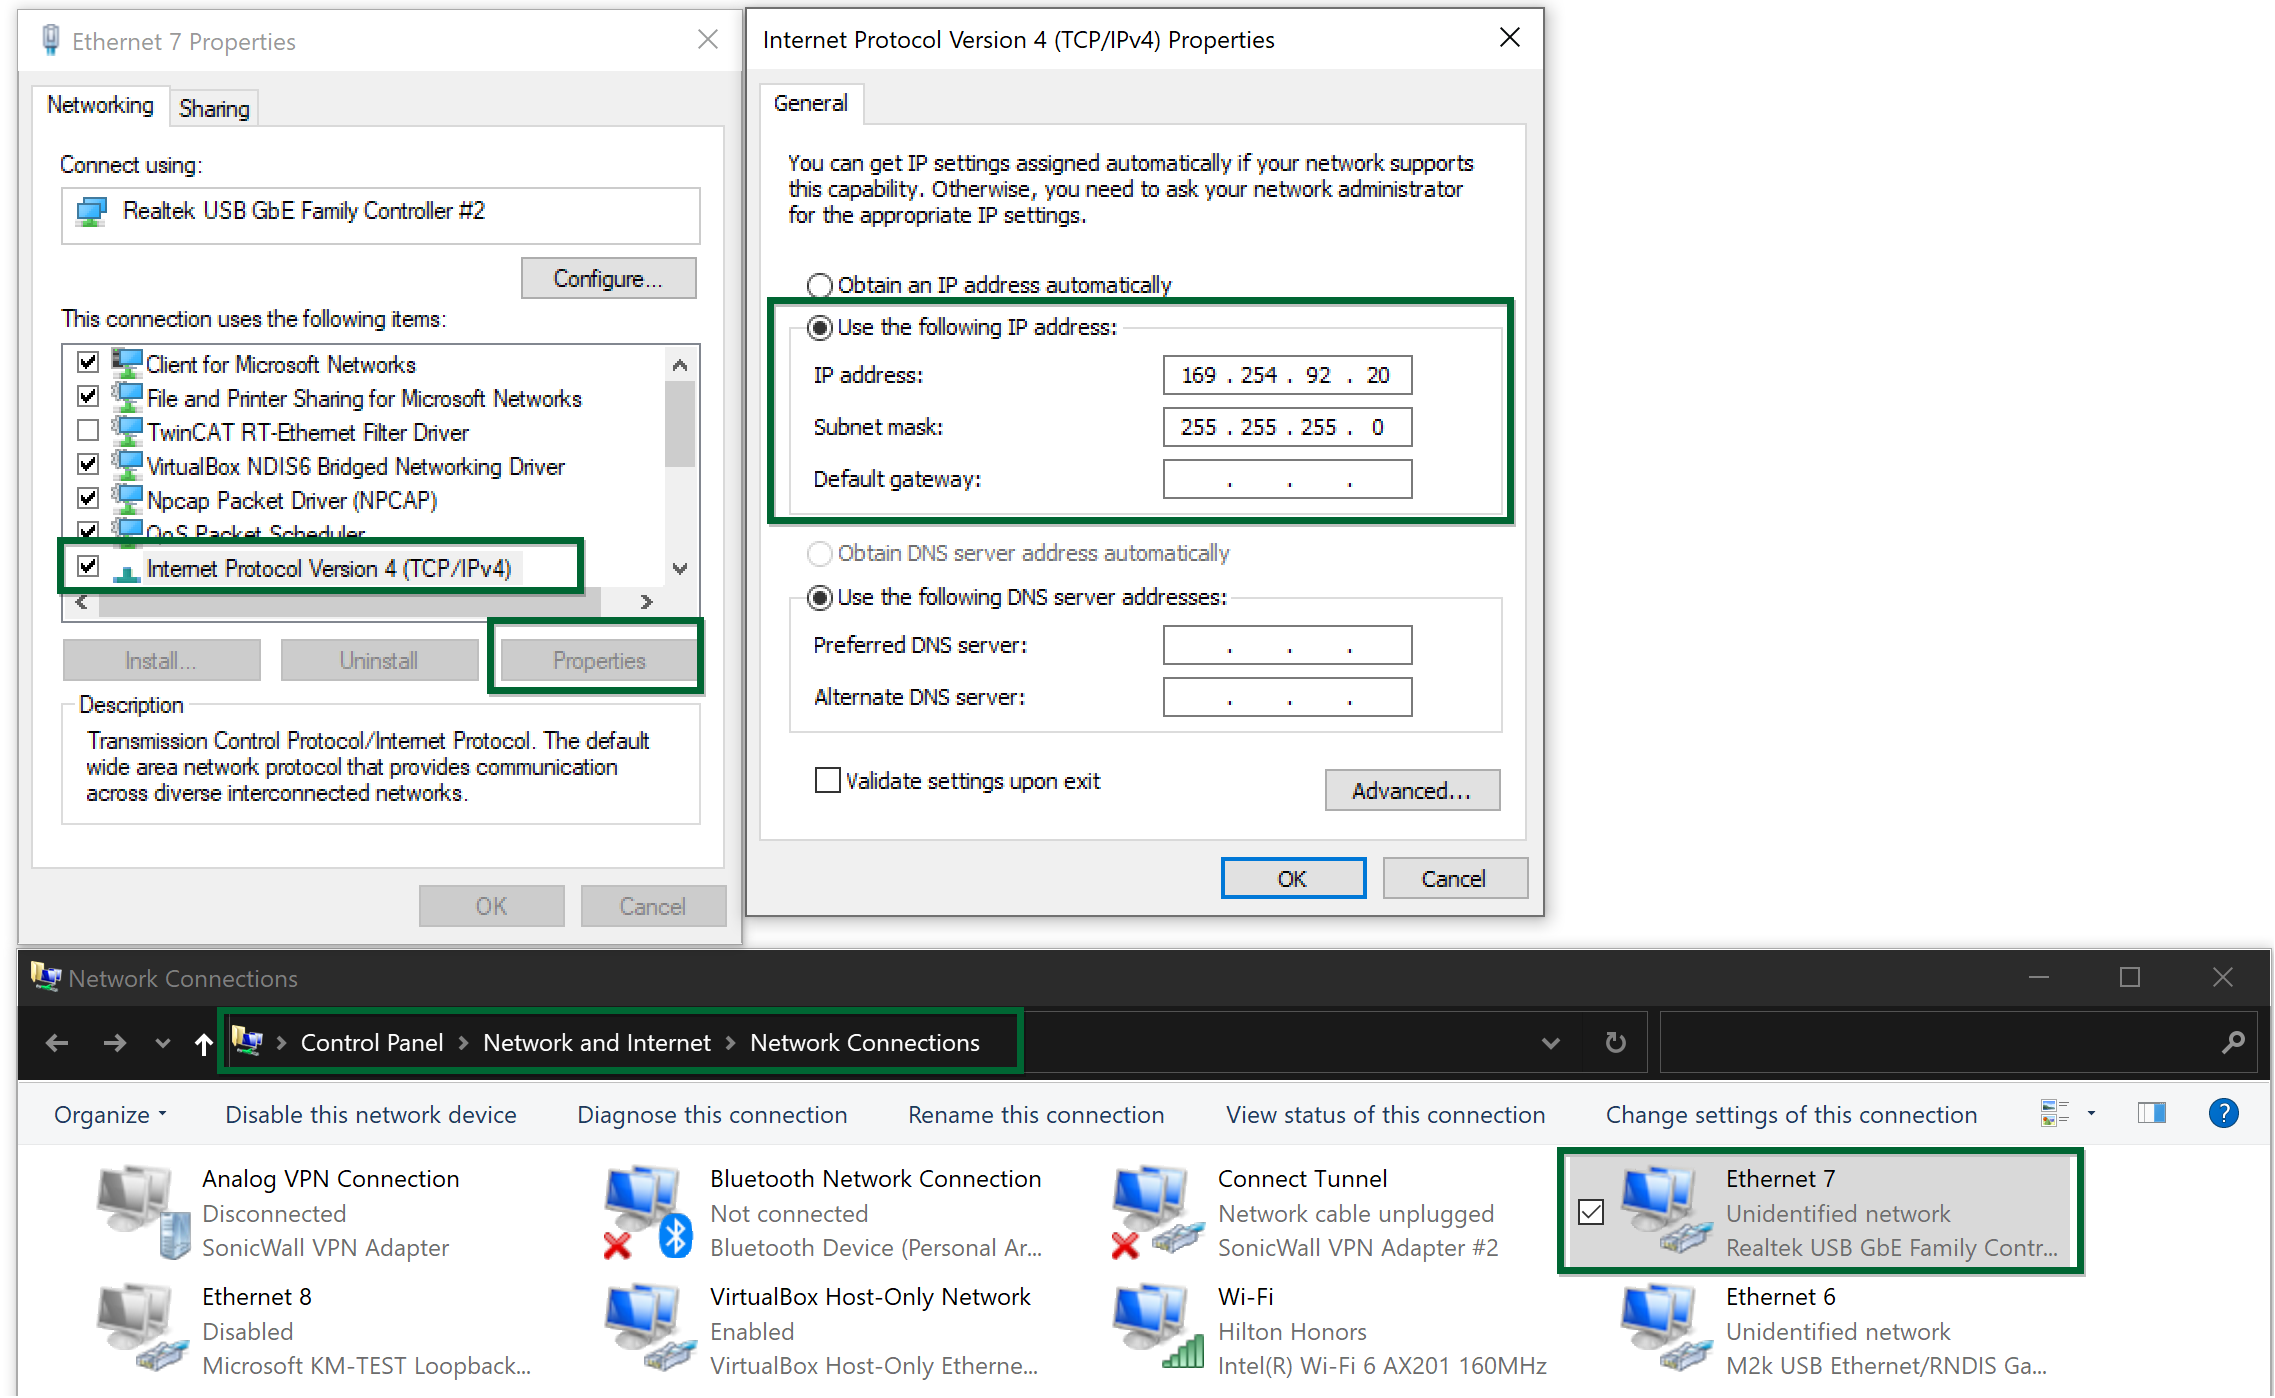 Ethernet 7 Properties
Networking
Sharing
Connect using:
Realtek USB GbE Family Controller #2
Configure...
This connection uses the following items:
Client for Microsoft Networks
File and Printer Sharing for Microsoft Networks
TwinCAT RT-Ethernet Filter Driver
VirtualBox NDIS6 Bridged Networking Driver
Npcap Packet Driver (NPCAP)
QoS Packet Scheduler
Internet Protocol Version 4 (TCP/IPv4)
Install...
Uninstall
Properties
Description
Transmission Control Protocol/Internet Protocol. The default
wide area network protocol that provides communication
across diverse interconnected networks.
OK
Cancel
Internet Protocol Version 4 (TCP/IPv4) Properties
General
You can get IP settings assigned automatically if your network supports
this capability. Otherwise, you need to ask your network administrator
for the appropriate IP settings.
Obtain an IP address automatically
Use the following IP address:
IP address:
169 . 254 . 92 . 20
Subnet mask:
255 . 255 . 255 . 0
Default gateway:
. . .
Obtain DNS server address automatically
Use the following DNS server addresses:
Preferred DNS server:
. . .
Alternate DNS server:
. . .
Validate settings upon exit
Advanced...
OK
Cancel
Network Connections
Control Panel > Network and Internet > Network Connections
Organize
Disable this network device
Diagnose this connection
Rename this connection
View status of this connection
Change settings of this connection
?
Analog VPN Connection
Disconnected
SonicWall VPN Adapter
Bluetooth Network Connection
Not connected
Bluetooth Device (Personal Ar...
Connect Tunnel
Network cable unplugged
SonicWall VPN Adapter #2
Ethernet 7
Unidentified network
Realtek USB GbE Family Contr...
Ethernet 8
Disabled
Microsoft KM-TEST Loopback...
VirtualBox Host-Only Network
Enabled
VirtualBox Host-Only Etherne...
Wi-Fi
Hilton Honors
Intel(R) Wi-Fi 6 AX201 160MHz
Ethernet 6
Unidentified network
M2k USB Ethernet/RNDIS Ga...